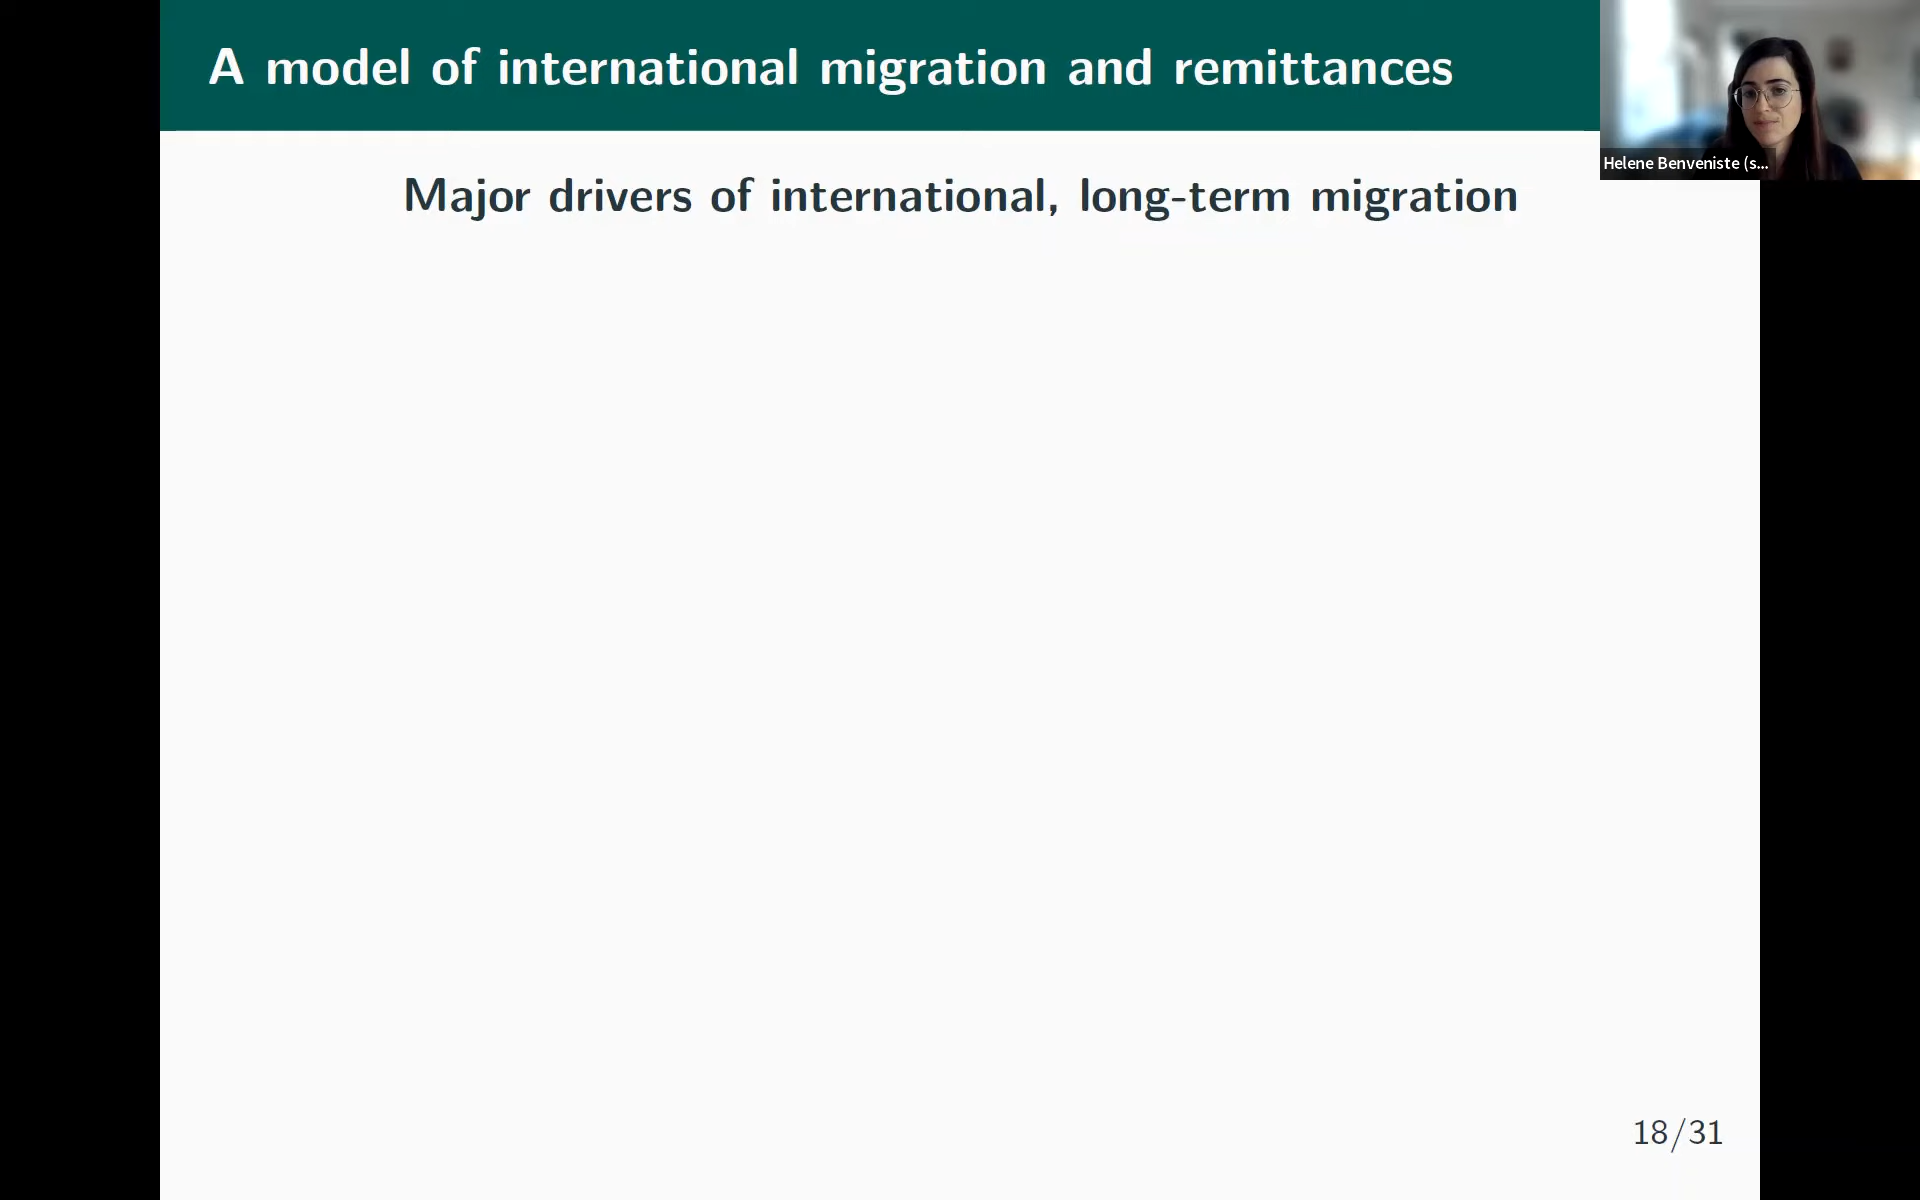 A model of international migration and remittances
Helene Benveniste (s...
Major drivers of international, long-term migration
18/31